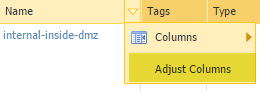 Name Tags Type
internal-inside-dmz
Columns
Adjust Columns